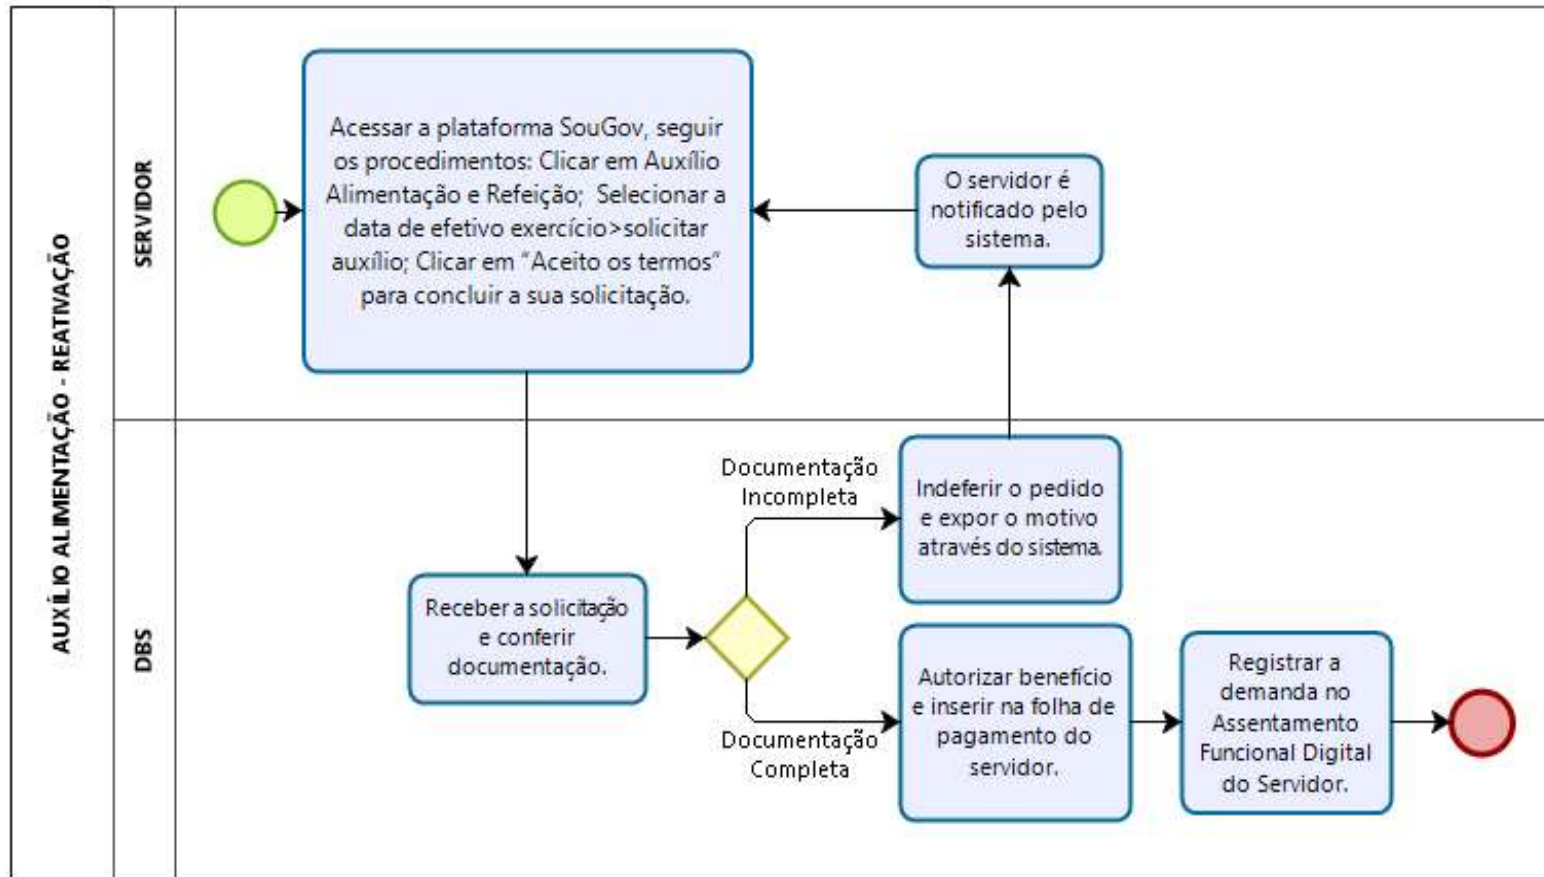 AUXÍLIO ALIMENTAÇÃO - REATIVAÇÃO
SERVIDOR
Acessar a plataforma SouGov, seguir
os procedimentos: Clicar em Auxílio
Alimentação e Refeição;  Selecionar a
data de efetivo exercício>solicitar
auxílio; Clicar em “Aceito os termos”
para concluir a sua solicitação.
O servidor é
notificado pelo
sistema.
DBS
Receber a solicitação
e conferir
documentação.
Documentação
Incompleta
Indeferir o pedido
e expor o motivo
através do sistema.
Documentação
Completa
Autorizar benefício
e inserir na folha de
pagamento do
servidor.
Registrar a
demanda no
Assentamento
Funcional Digital
do Servidor.